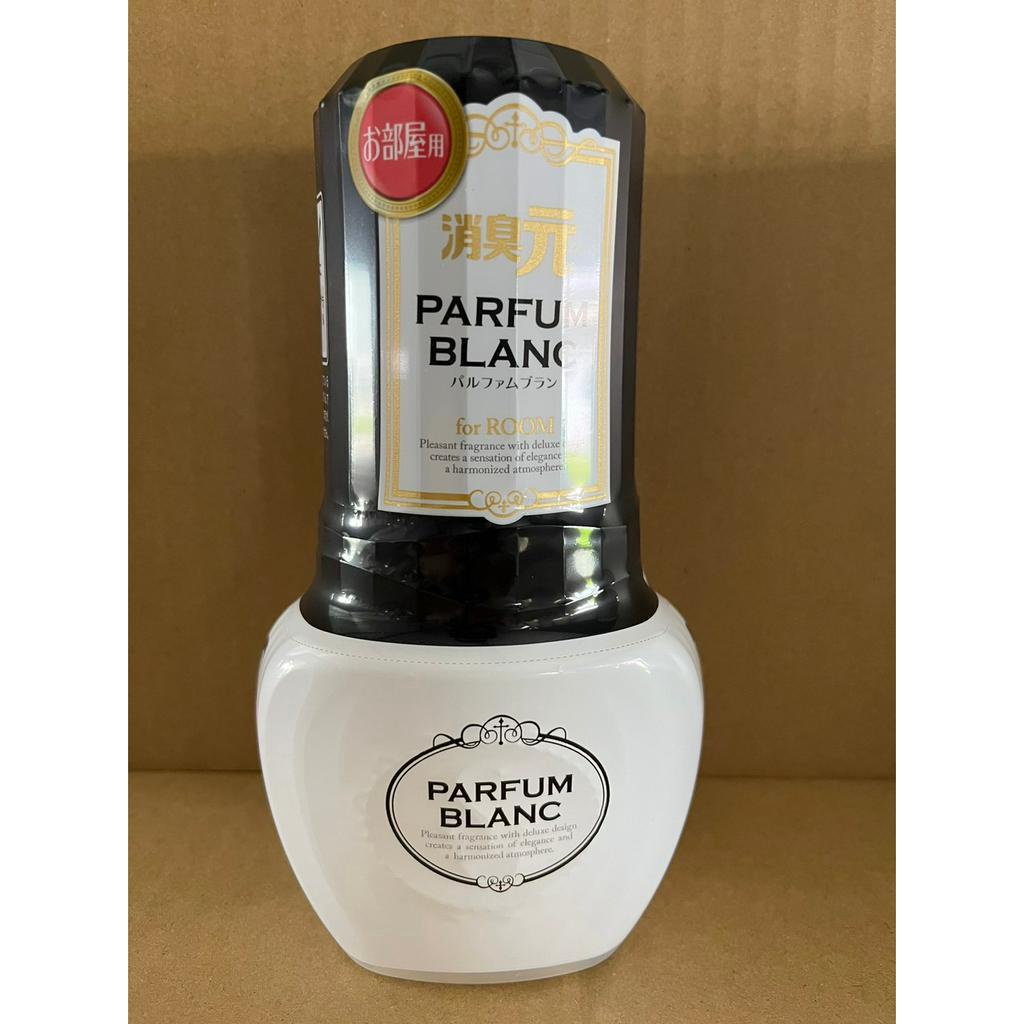 お部屋用
消臭元
PARFUM
BLANC
パルファムブラン
for ROOM
Pleasant fragrance with deluxe
creates a sensation of elegance
a harmonized atmosphere.
PARFUM
BLANC
Pleasant fragrance with deluxe design
creates a sensation of elegance and
a harmonized atmosphere.